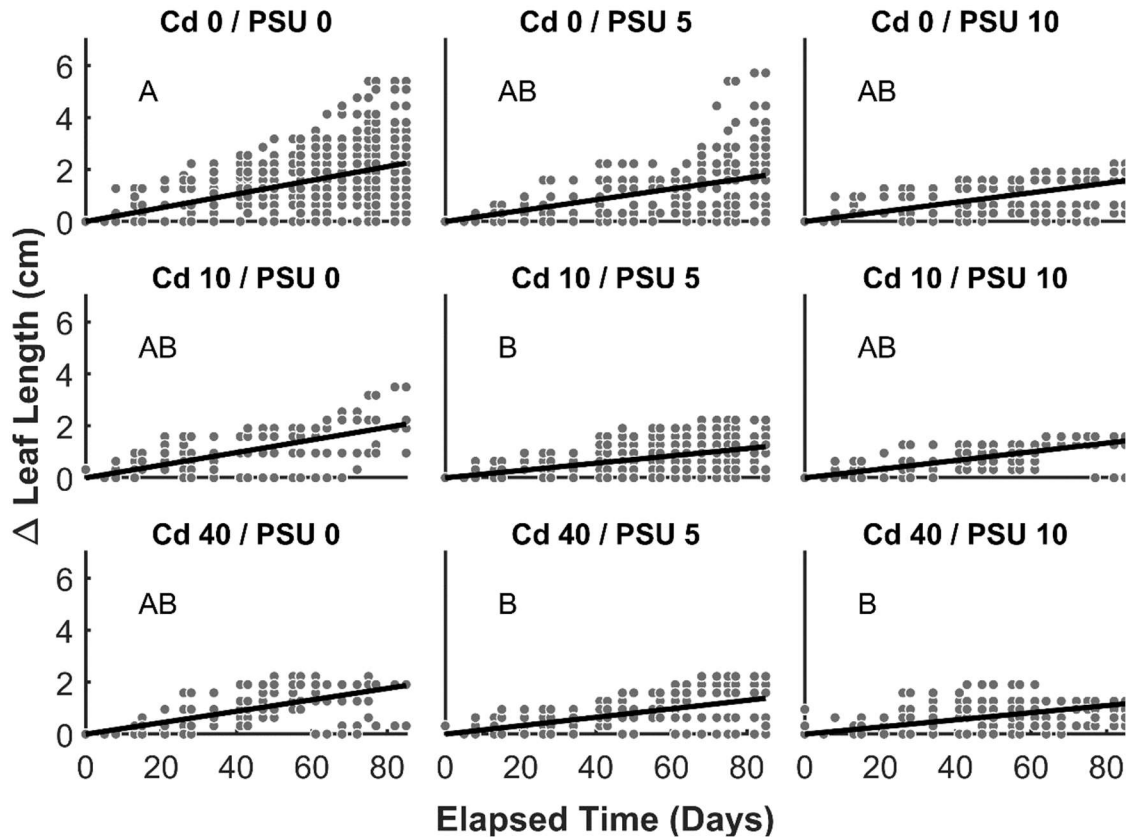 Cd 0 / PSU 0
Cd 0 / PSU 5
Cd 0 / PSU 10
6
4
2
0
A
AB
AB
Cd 10 / PSU 0
Cd 10 / PSU 5
Cd 10 / PSU 10
6
4
2
0
AB
B
AB
Cd 40 / PSU 0
Cd 40 / PSU 5
Cd 40 / PSU 10
6
4
2
0
AB
B
B
0 20 40 60 80
0 20 40 60 80
0 20 40 60 80
Δ Leaf Length (cm)
Elapsed Time (Days)